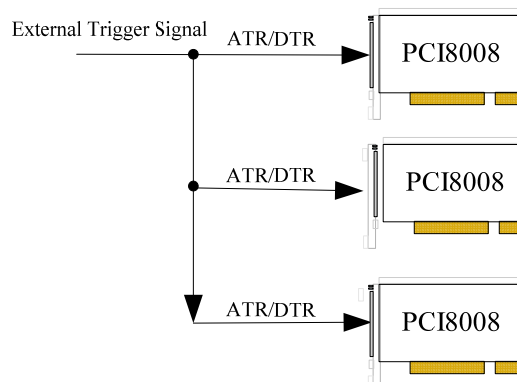 External Trigger Signal
ATR/DTR
PCI8008
ATR/DTR
PCI8008
ATR/DTR
PCI8008